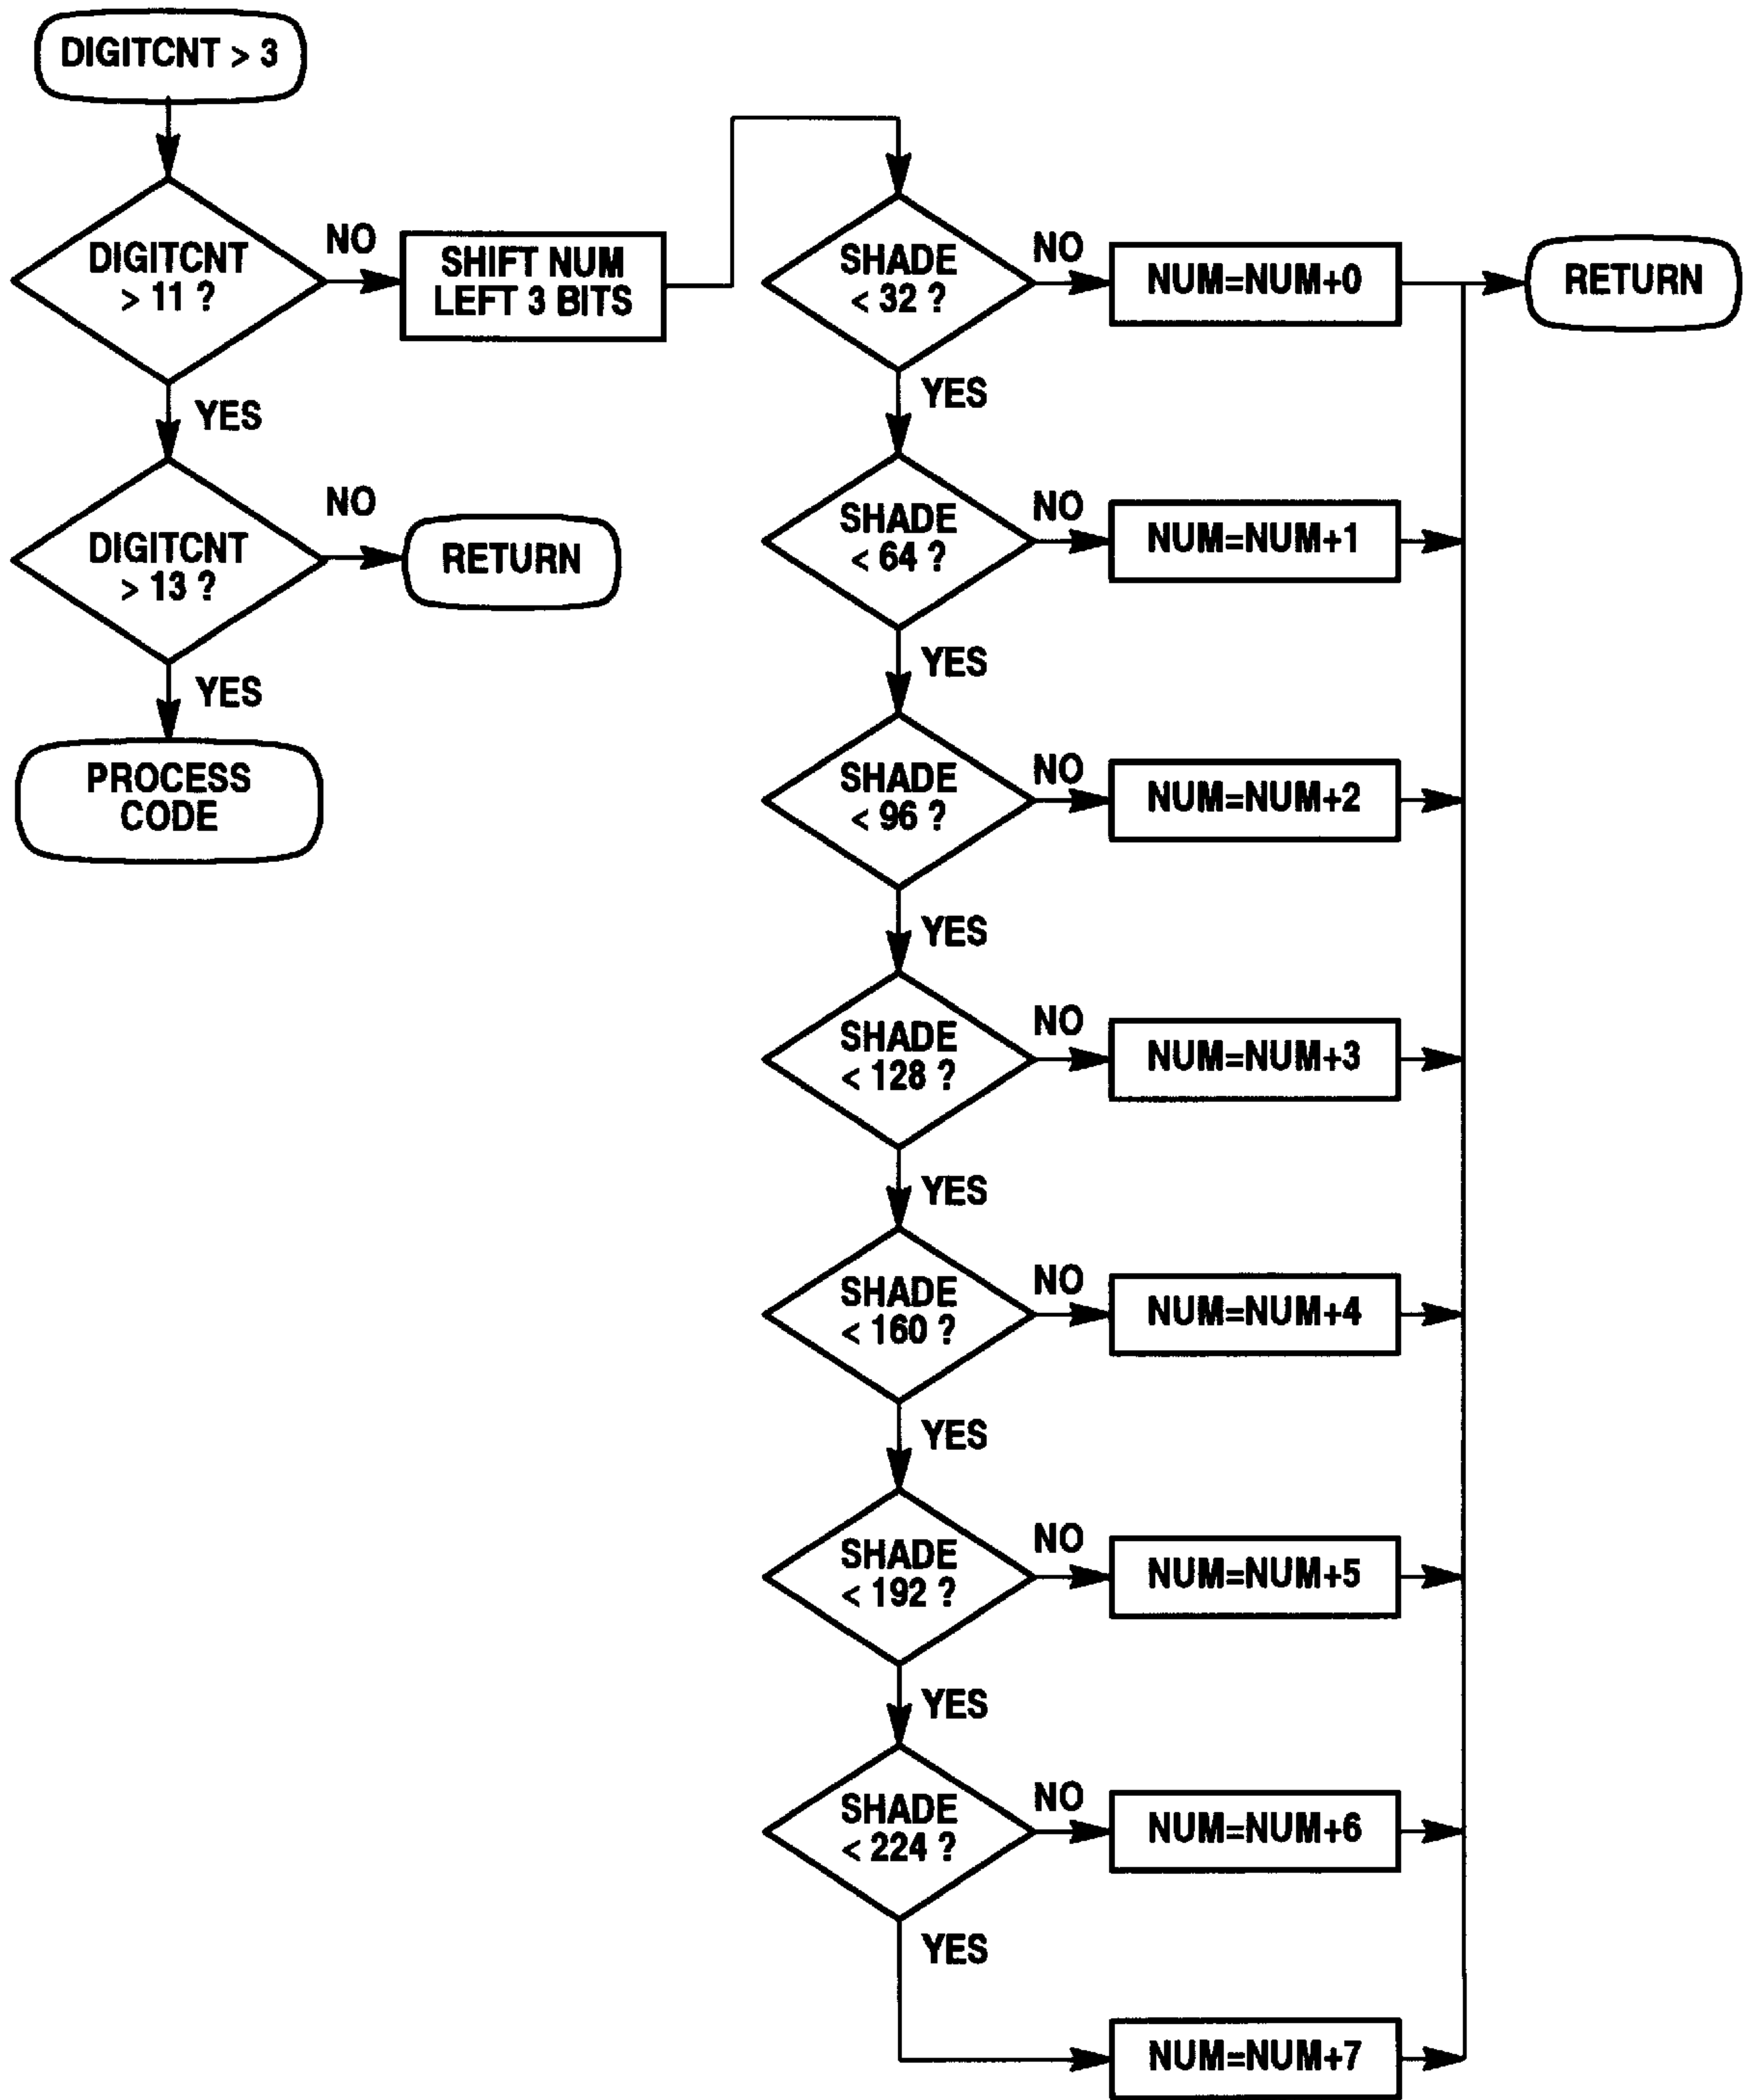 DIGITCNT > 3
DIGITCNT
> 11 ?
NO
SHIFT NUM
LEFT 3 BITS
YES
DIGITCNT
> 13 ?
NO
RETURN
YES
PROCESS
CODE
SHADE
< 32 ?
NO
NUM=NUM+0
RETURN
YES
SHADE
< 64 ?
NO
NUM=NUM+1
YES
SHADE
< 96 ?
NO
NUM=NUM+2
YES
SHADE
< 128 ?
NO
NUM=NUM+3
YES
SHADE
< 160 ?
NO
NUM=NUM+4
YES
SHADE
< 192 ?
NO
NUM=NUM+5
YES
SHADE
< 224 ?
NO
NUM=NUM+6
YES
NUM=NUM+7